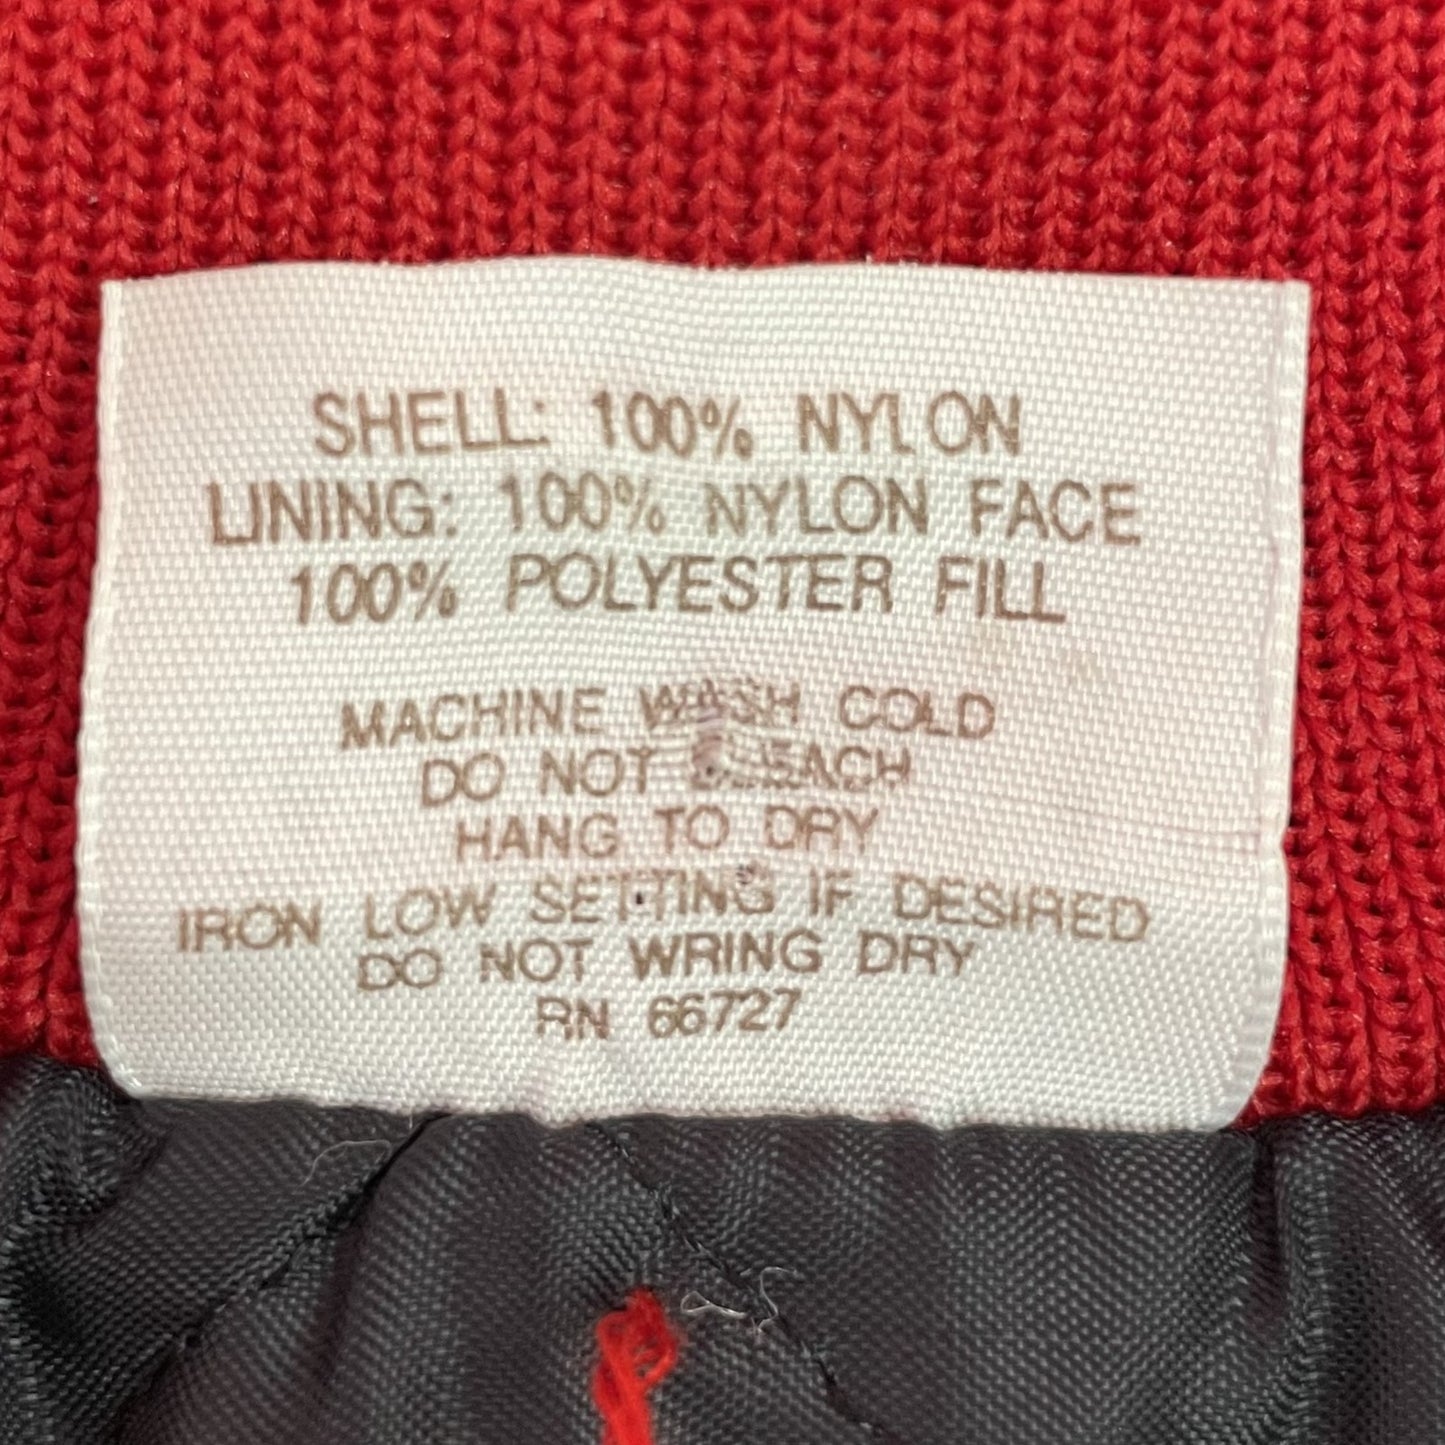 SHELL: 100% NYLON
LINING: 100% NYLON FACE
100% POLYESTER FILL
MACHINE WASH COLD
DO NOT BLEACH
HANG TO DRY
IRON LOW SETTING IF DESIRED
DO NOT WRING DRY
RN 66727